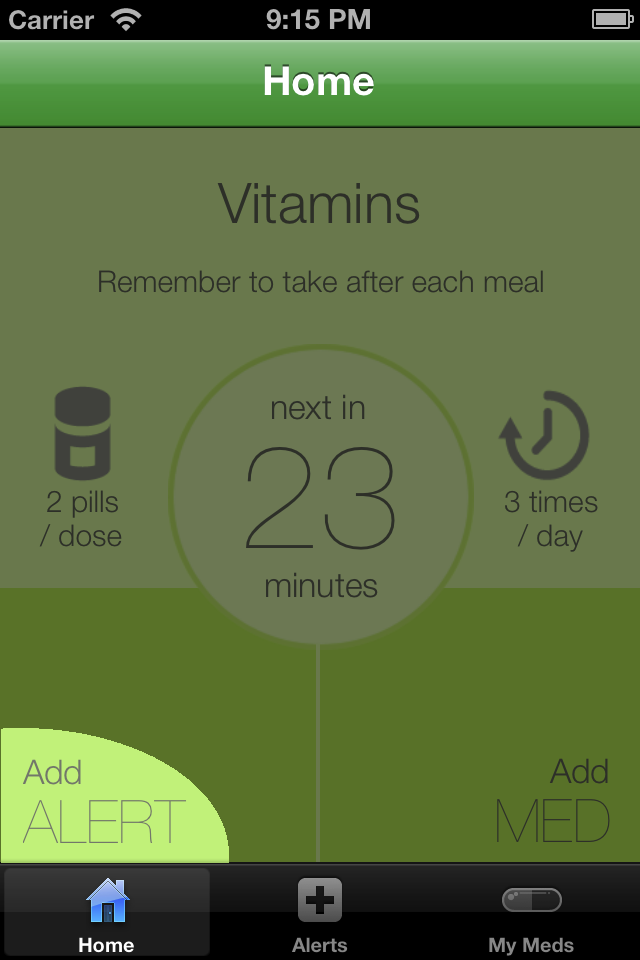 Carrier 9:15 PM
Home
Vitamins
Remember to take after each meal
next in
23
minutes
2 pills
/ dose
3 times
/ day
Add
ALERT
Add
MED
Home Alerts My Meds